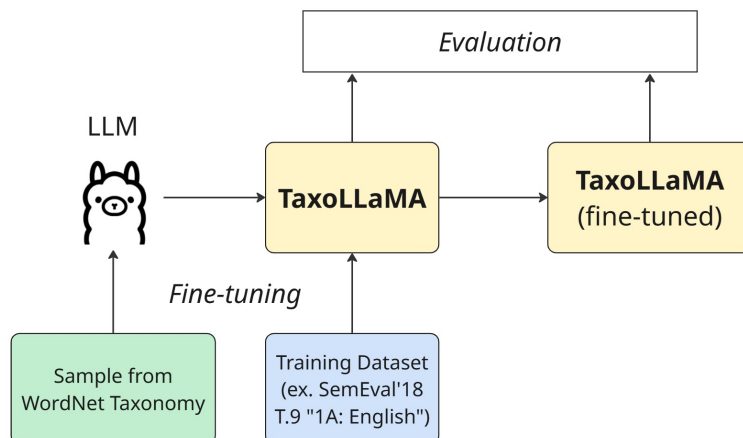 Evaluation
LLM
TaxoLLaMA
TaxoLLaMA
(fine-tuned)
Fine-tuning
Sample from
WordNet Taxonomy
Training Dataset
(ex. SemEval'18
T.9 "1A: English")